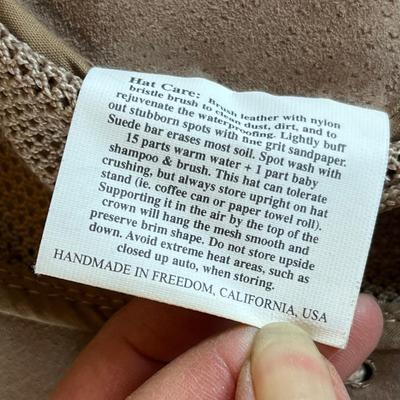 Hat Care: Brush leather with nylon
bristle brush to clean dust, dirt, and to
rejuvenate the waterproofing. Lightly buff
out stubborn spots with fine grit sandpaper.
Suede bar erases most soil. Spot wash with
15 parts warm water + 1 part baby
shampoo & brush. This hat can tolerate
crushing, but always store upright on hat
stand (ie. coffee can or paper towel roll).
Supporting it in the air by the top of the
crown will hang the mesh smooth and
preserve brim shape. Do not store upside
down. Avoid extreme heat areas, such as
closed up auto, when storing.
HANDMADE IN FREEDOM, CALIFORNIA, USA